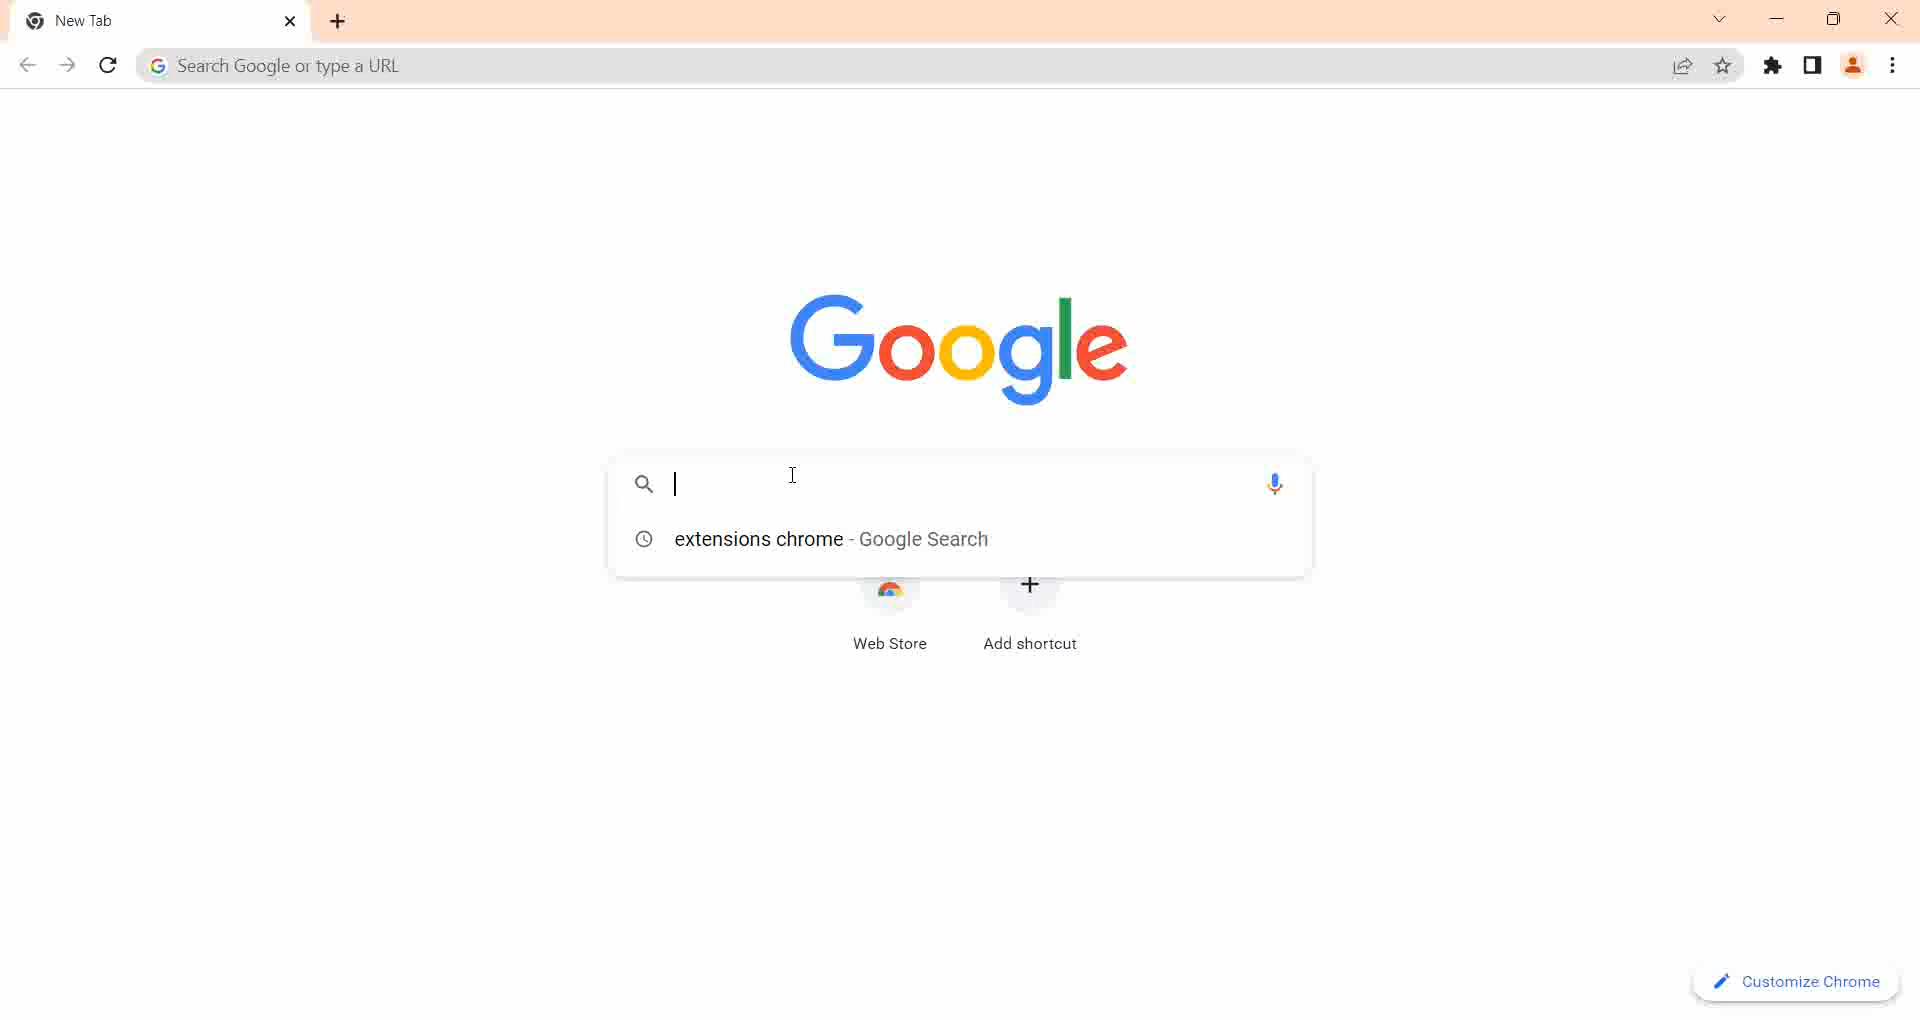 New Tab
Search Google or type a URL
Google
extensions chrome - Google Search
Web Store
Add shortcut
Customize Chrome